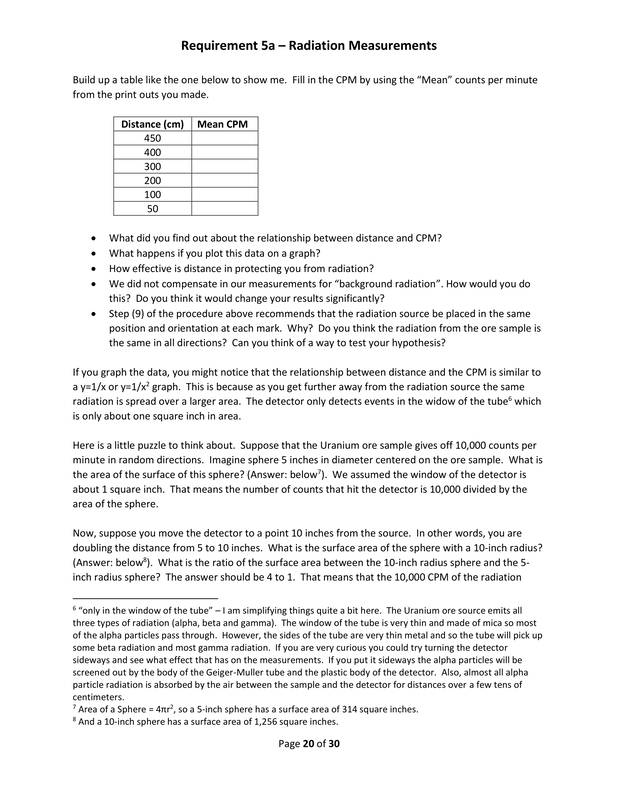 Requirement 5a – Radiation Measurements
Build up a table like the one below to show me. Fill in the CPM by using the “Mean” counts per minute
from the print outs you made.
Distance (cm) Mean CPM
450
400
300
200
100
50
• What did you find out about the relationship between distance and CPM?
• What happens if you plot this data on a graph?
• How effective is distance in protecting you from radiation?
• We did not compensate in our measurements for “background radiation”. How would you do
this? Do you think it would change your results significantly?
• Step (9) of the procedure above recommends that the radiation source be placed in the same
position and orientation at each mark. Why? Do you think the radiation from the ore sample is
the same in all directions? Can you think of a way to test your hypothesis?
If you graph the data, you might notice that the relationship between distance and the CPM is similar to
a y=1/x or y=1/x² graph. This is because as you get further away from the radiation source the same
radiation is spread over a larger area. The detector only detects events in the widow of the tube⁶ which
is only about one square inch in area.
Here is a little puzzle to think about. Suppose that the Uranium ore sample gives off 10,000 counts per
minute in random directions. Imagine sphere 5 inches in diameter centered on the ore sample. What is
the area of the surface of this sphere? (Answer: below⁷). We assumed the window of the detector is
about 1 square inch. That means the number of counts that hit the detector is 10,000 divided by the
area of the sphere.
Now, suppose you move the detector to a point 10 inches from the source. In other words, you are
doubling the distance from 5 to 10 inches. What is the surface area of the sphere with a 10-inch radius?
(Answer: below⁸). What is the ratio of the surface area between the 10-inch radius sphere and the 5-
inch radius sphere? The answer should be 4 to 1. That means that the 10,000 CPM of the radiation
⁶ “only in the window of the tube” – I am simplifying things quite a bit here. The Uranium ore source emits all
three types of radiation (alpha, beta and gamma). The window of the tube is very thin and made of mica so most
of the alpha particles pass through. However, the sides of the tube are very thin metal and so the tube will pick up
some beta radiation and most gamma radiation. If you are very curious you could try turning the detector
sideways and see what effect that has on the measurements. If you put it sideways the alpha particles will be
screened out by the body of the Geiger-Muller tube and the plastic body of the detector. Also, almost all alpha
particle radiation is absorbed by the air between the sample and the detector for distances over a few tens of
centimeters.
⁷ Area of a Sphere = 4πr², so a 5-inch sphere has a surface area of 314 square inches.
⁸ And a 10-inch sphere has a surface area of 1,256 square inches.
Page 20 of 30